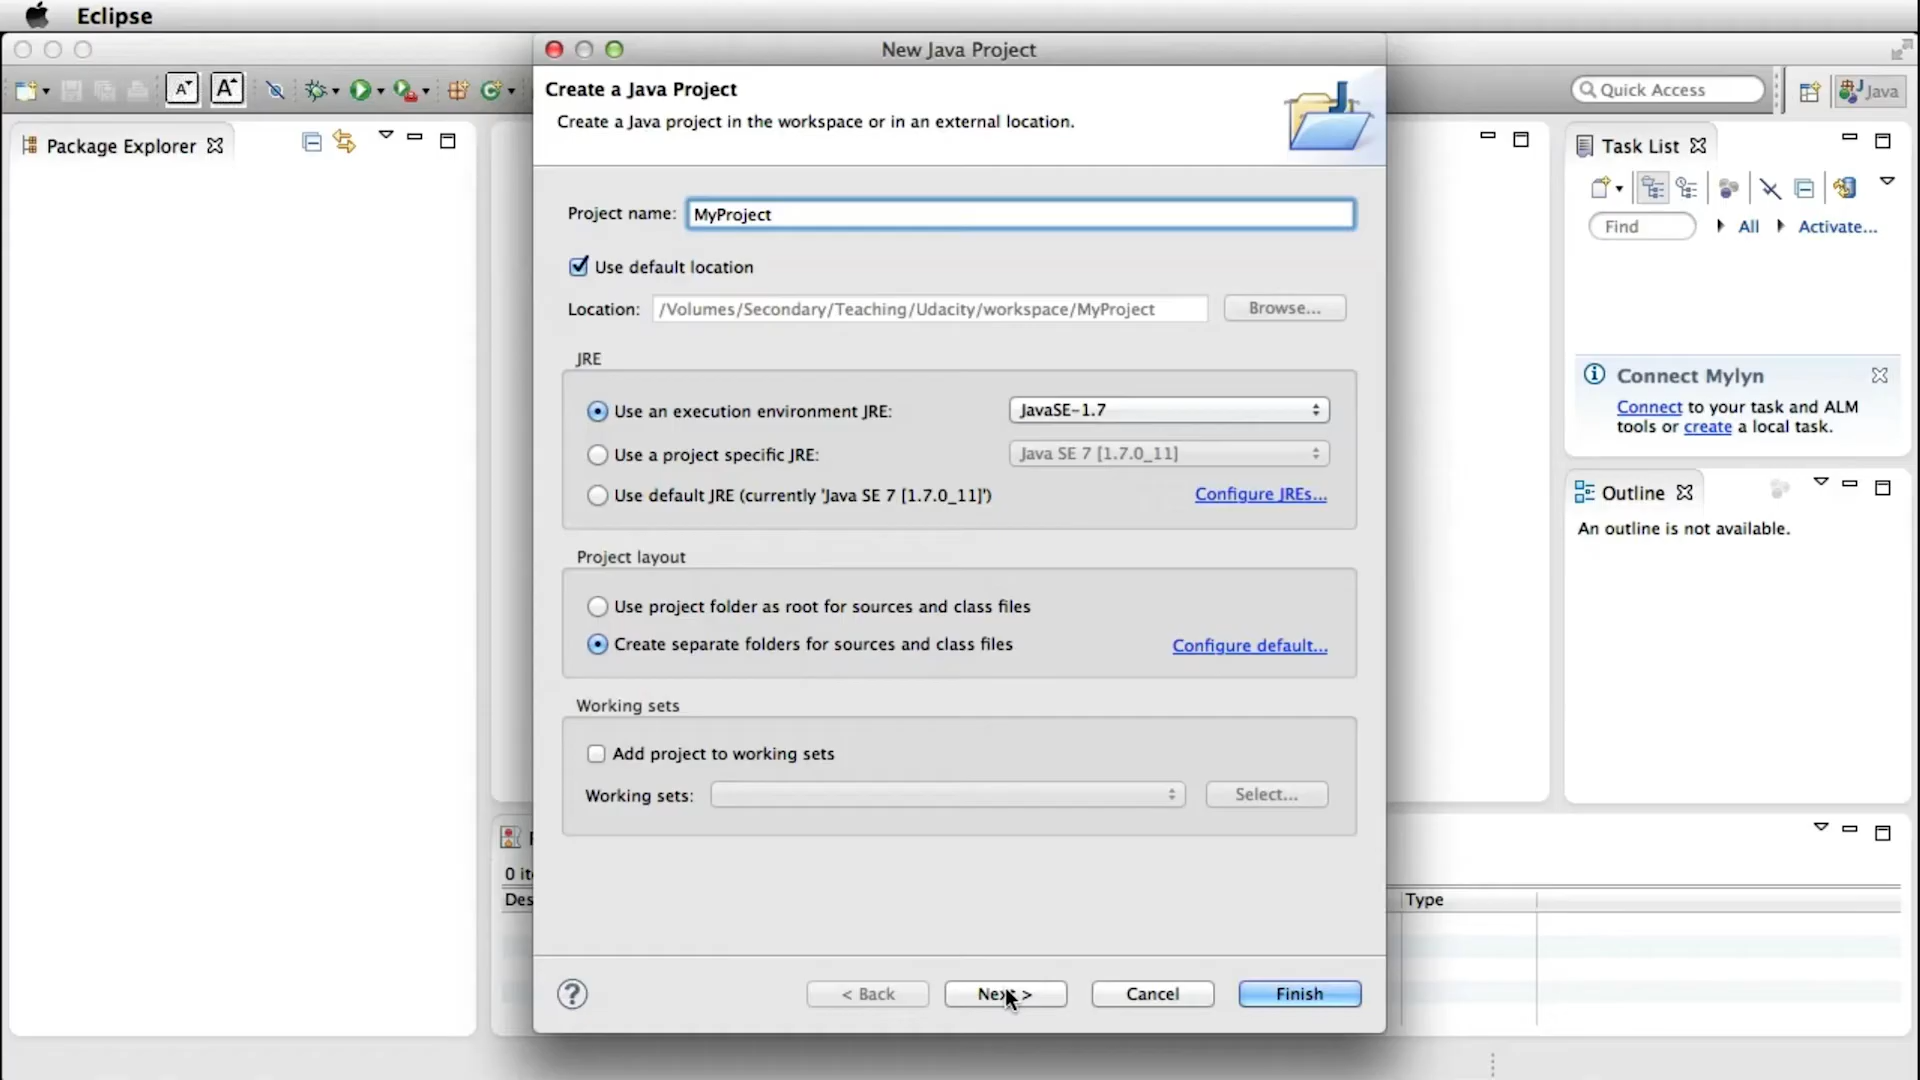 Eclipse
New Java Project
Quick Access
Java
Create a Java Project
Create a Java project in the workspace or in an external location.
Package Explorer
Task List
Project name: MyProject
Find
All
Activate...
Use default location
Location: /Volumes/Secondary/Teaching/Udacity/workspace/MyProject Browse...
JRE
Connect Mylyn
Connect to your task and ALM
tools or create a local task.
Use an execution environment JRE: JavaSE-1.7
Use a project specific JRE: Java SE 7 [1.7.0_11]
Use default JRE (currently 'Java SE 7 [1.7.0_11]') Configure JREs...
Outline
An outline is not available.
Project layout
Use project folder as root for sources and class files
Create separate folders for sources and class files Configure default...
Working sets
Add project to working sets
Working sets: Select...
Type
? < Back Next > Cancel Finish